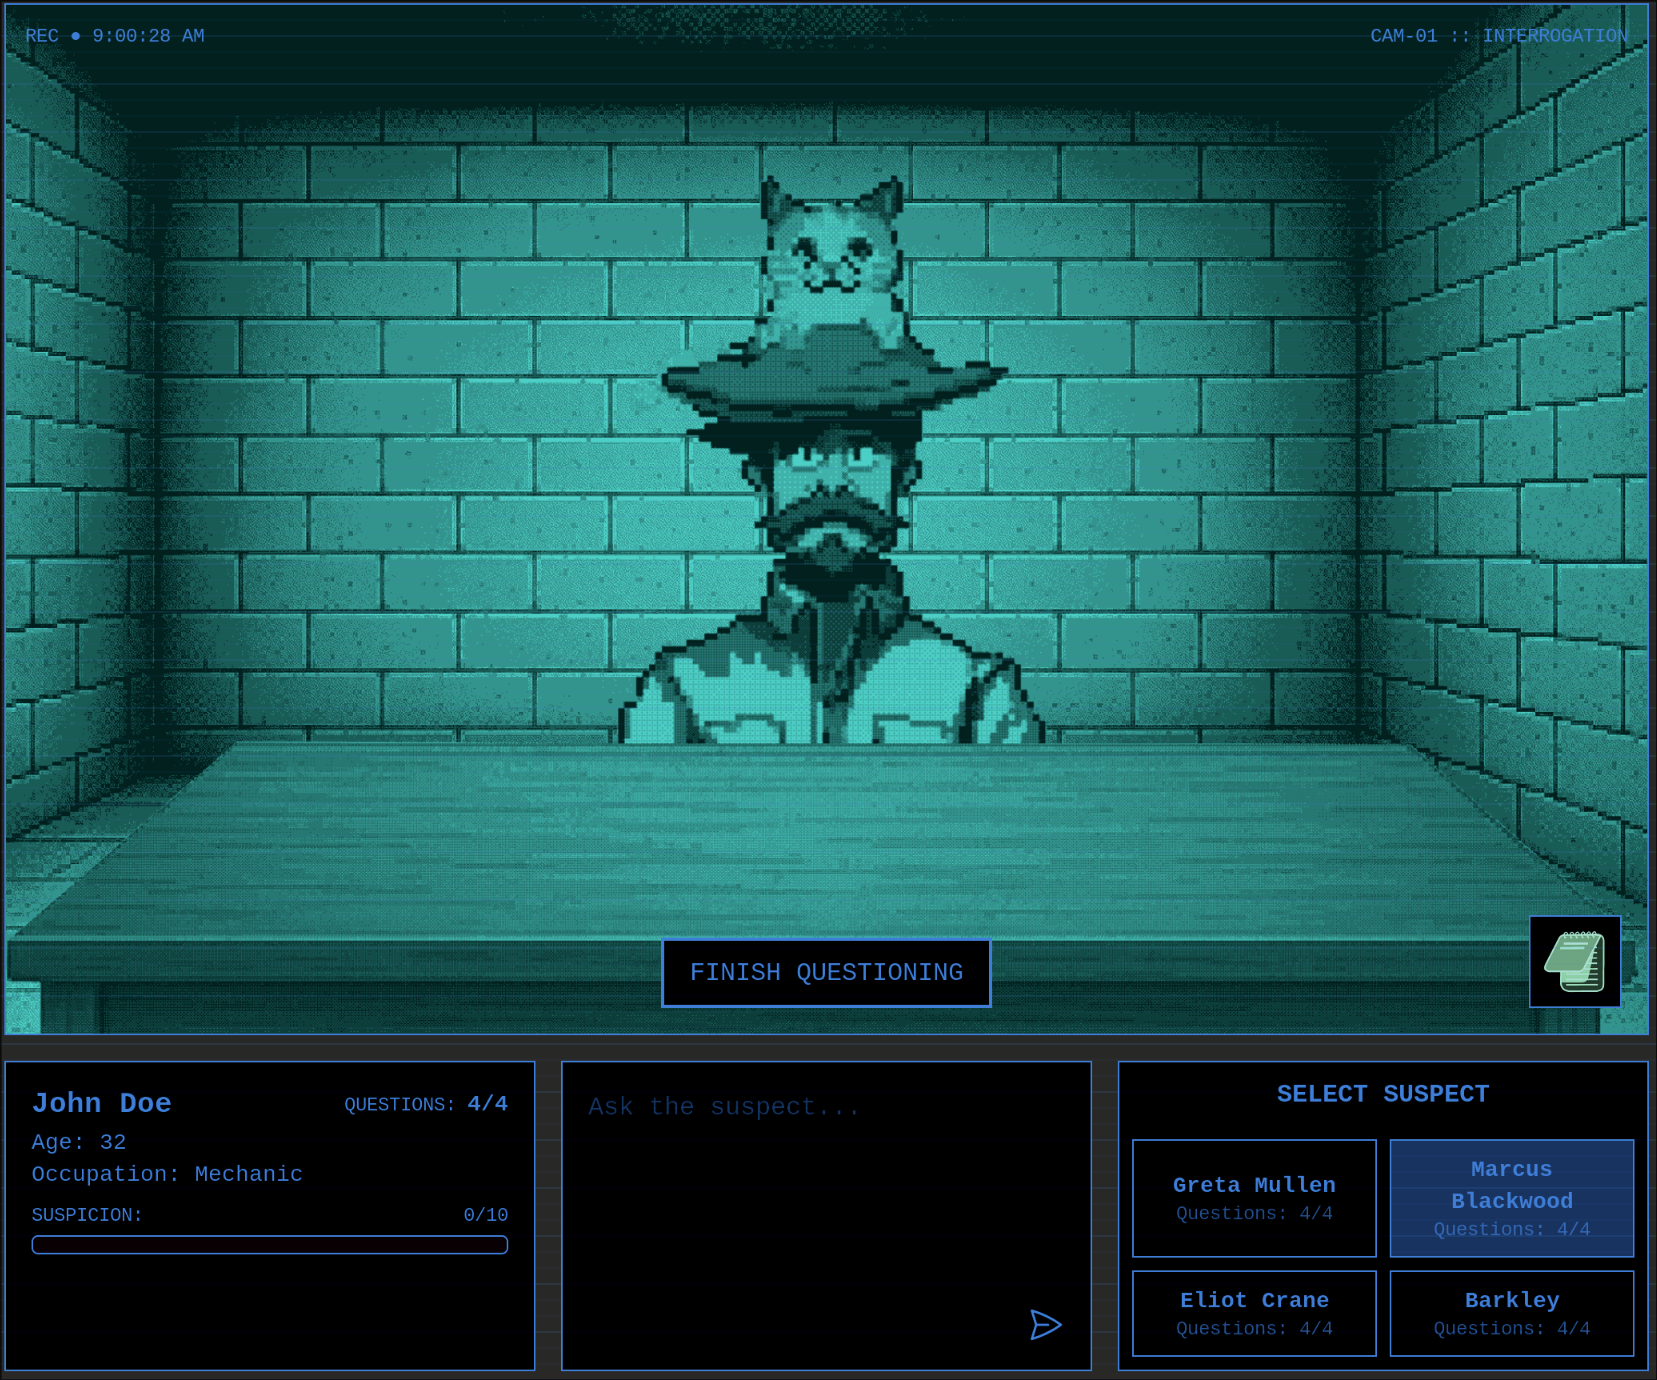 REC ● 9:00:28 AM
CAM-01 :: INTERROGATION
FINISH QUESTIONING
John Doe
QUESTIONS: 4/4
Age: 32
Occupation: Mechanic
SUSPICION:
0/10
Ask the suspect...
SELECT SUSPECT
Greta Mullen
Questions: 4/4
Marcus
Blackwood
Questions: 4/4
Eliot Crane
Questions: 4/4
Barkley
Questions: 4/4